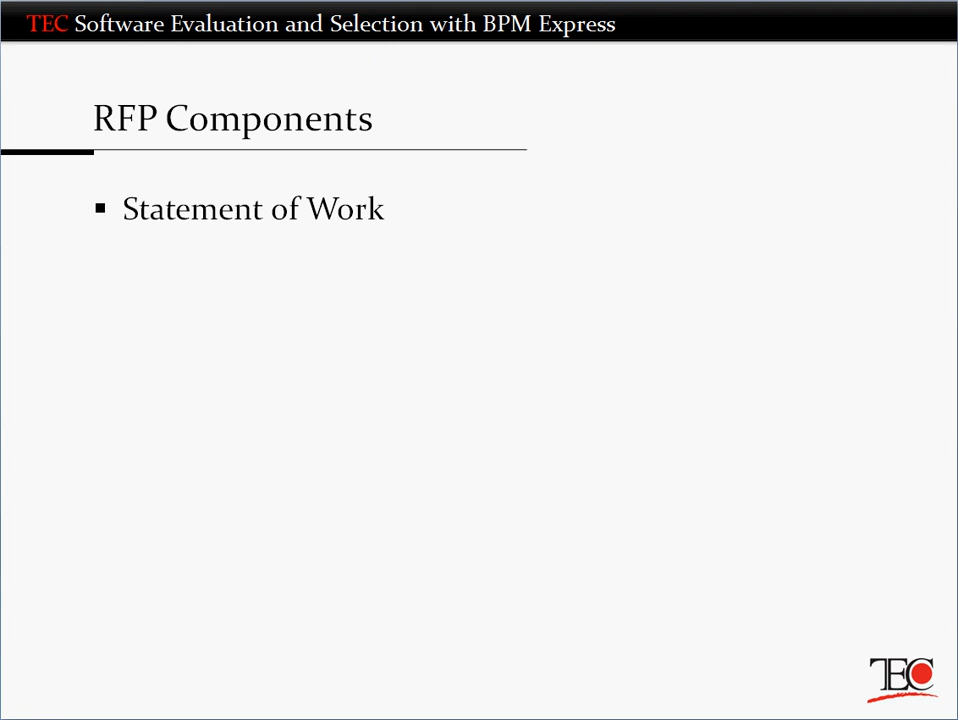 TEC Software Evaluation and Selection with BPM Express
RFP Components
▪ Statement of Work
TEC